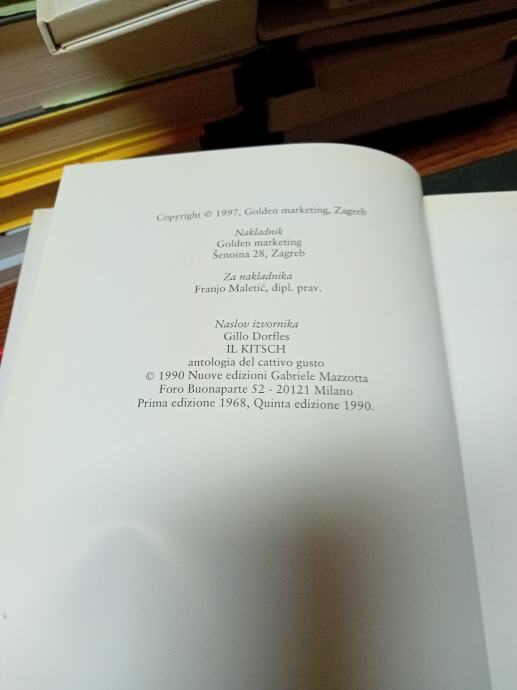 Copyright © 1997, Golden marketing, Zagreb
Nakladnik
Golden marketing
Šenoina 28, Zagreb
Za nakladnika
Franjo Maletić, dipl. prav.
Naslov izvornika
Gillo Dorfles
IL KITSCH
antologia del cattivo gusto
© 1990 Nuove edizioni Gabriele Mazzotta
Foro Buonaparte 52 - 20121 Milano
Prima edizione 1968, Quinta edizione 1990.